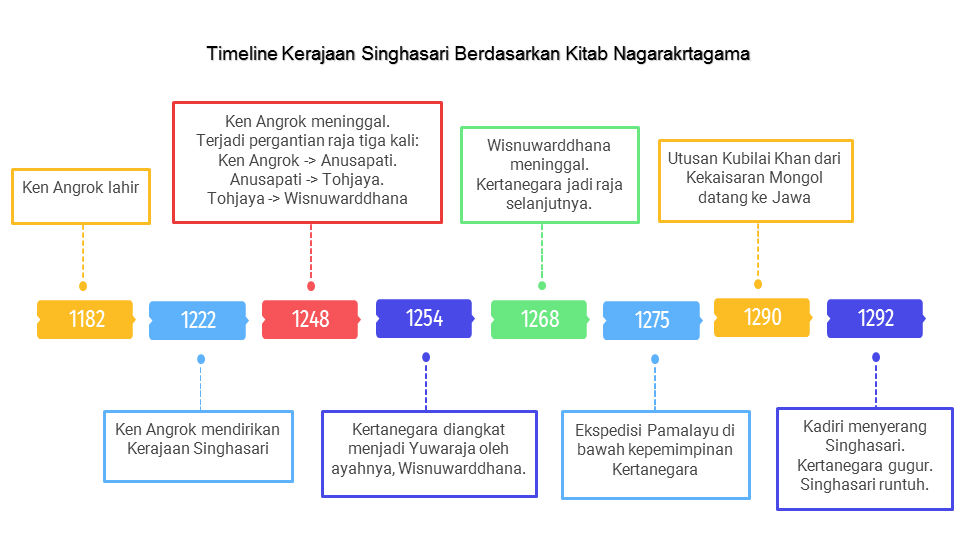 Timeline Kerajaan Singhasari Berdasarkan Kitab Nagarakrtagama
Ken Angrok lahir
Ken Angrok meninggal.
Terjadi pergantian raja tiga kali:
Ken Angrok -> Anusapati.
Anusapati -> Tohjaya.
Tohjaya -> Wisnuwarddhana
Wisnuwarddhana
meninggal.
Kertanegara jadi raja
selanjutnya.
Utusan Kubilai Khan dari
Kekaisaran Mongol
datang ke Jawa
1182
1222
1248
1254
1268
1275
1290
1292
Ken Angrok mendirikan
Kerajaan Singhasari
Kertanegara diangkat
menjadi Yuwaraja oleh
ayahnya, Wisnuwarddhana.
Ekspedisi Pamalayu di
bawah kepemimpinan
Kertanegara
Kadiri menyerang
Singhasari.
Kertanegara gugur.
Singhasari runtuh.